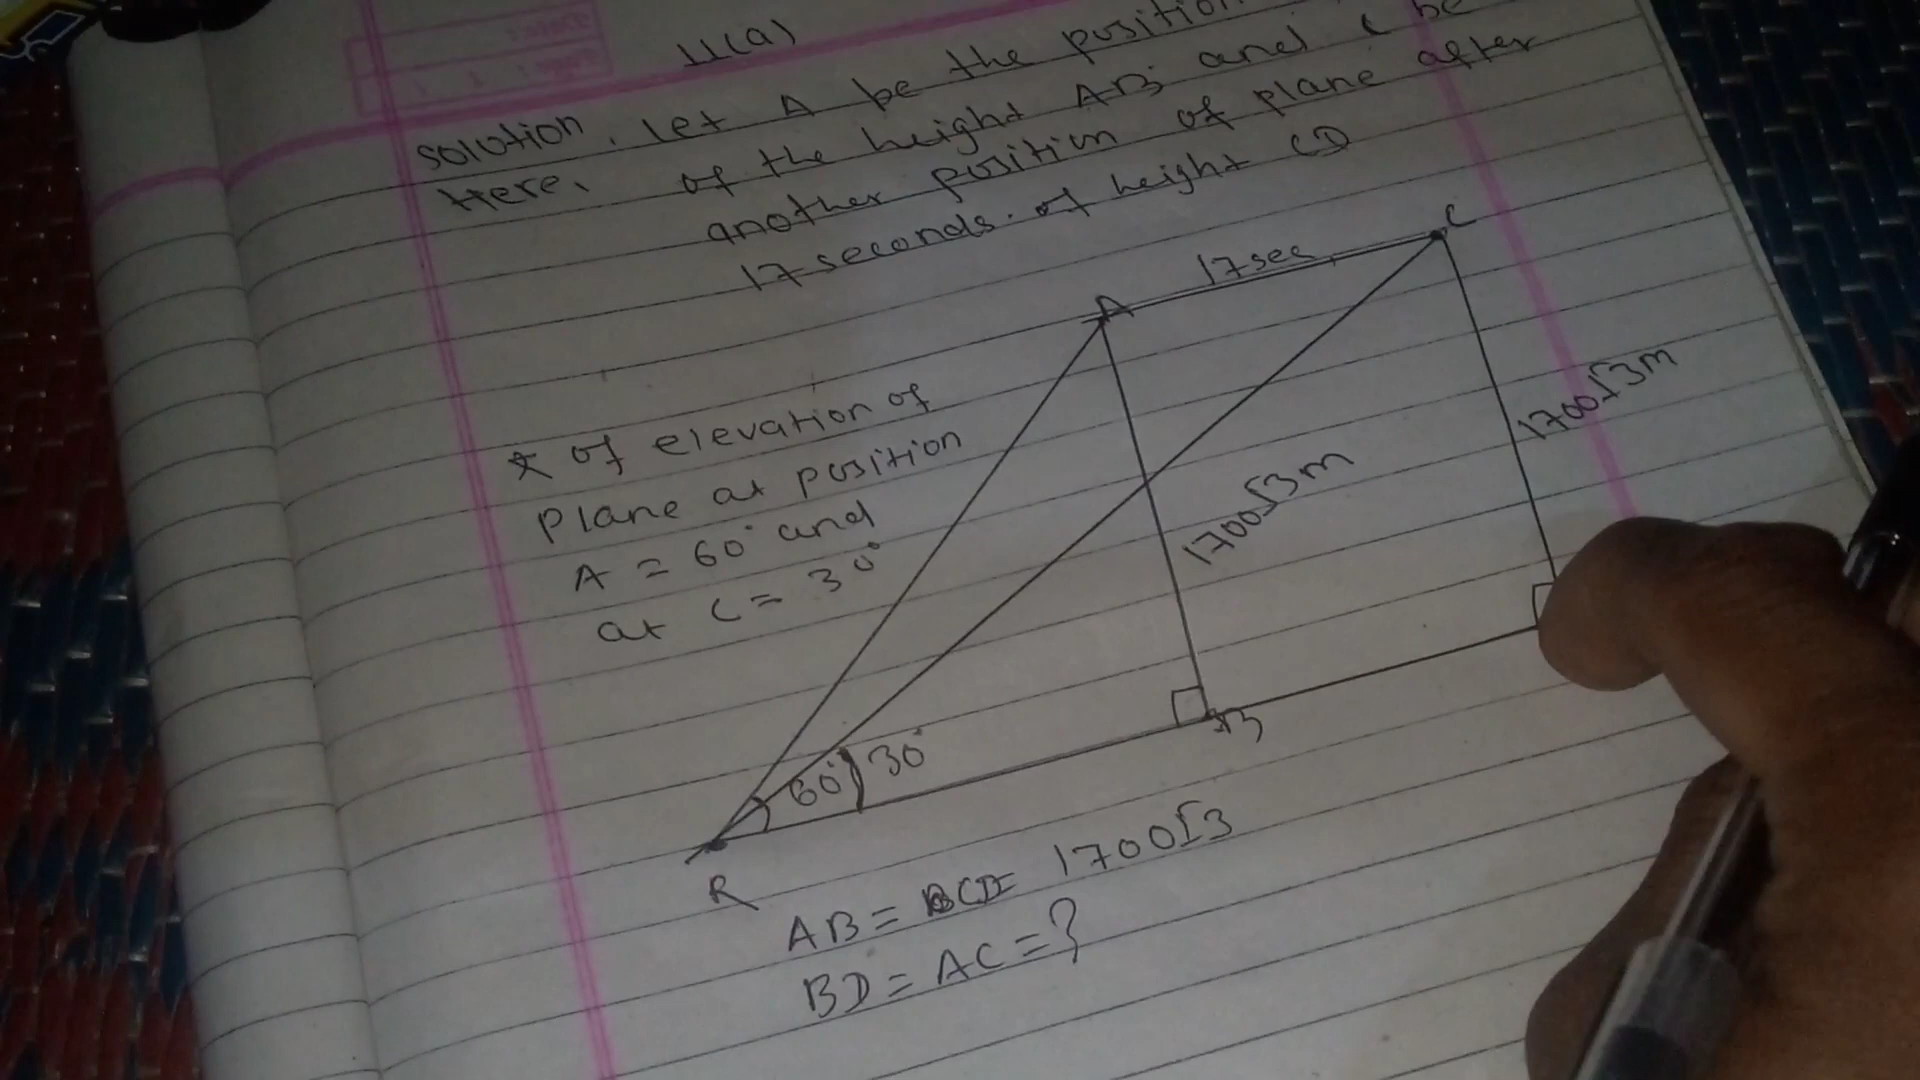 11(a)
Solution. Let A be the position
Here, of the height AB and C be
another position of plane after
17 seconds. of height CD
C
17 sec
A
1700√3m
∡ of elevation of
Plane at position
A = 60° and
at C = 30°
1700√3m
60° 30°
B
R
AB = CD = 1700√3
BD = AC = ?